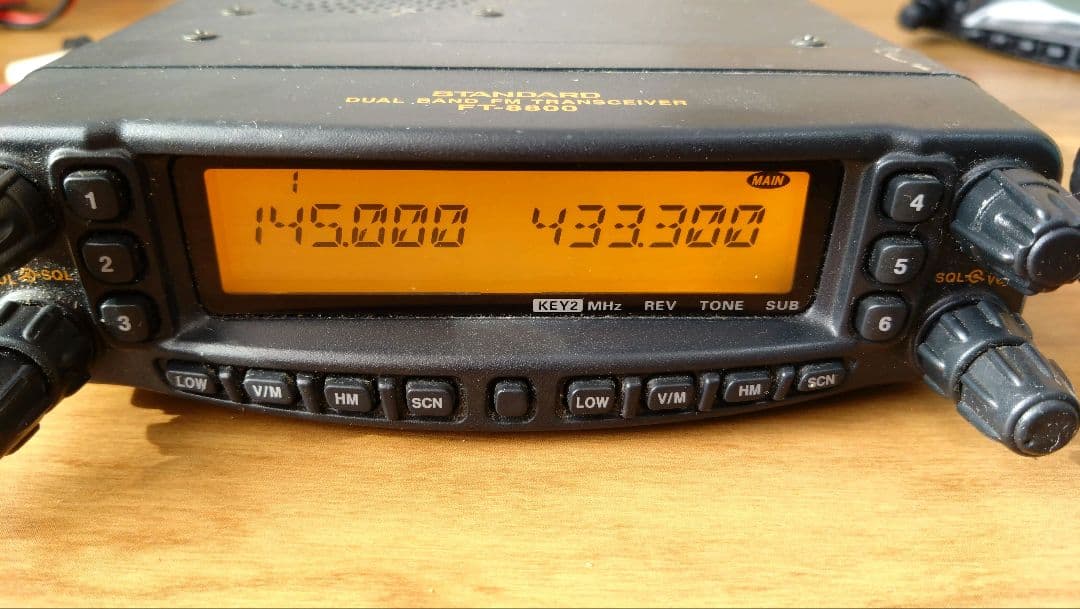 STANDARD
DUAL BAND FM TRANSCEIVER
FT-8800
1 MAIN
145.000 433.300
1
2
3
4
5
6
SQL
SQL
KEY2 MHz REV TONE SUB
LOW V/M HM SCN LOW V/M HM SCN